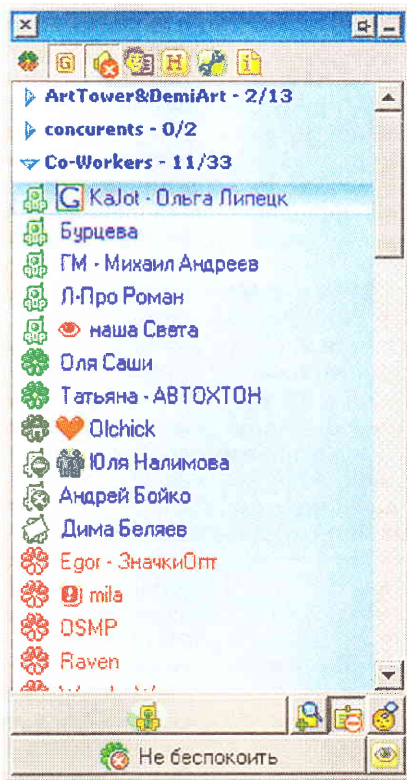 ArtTower&DemiArt - 2/13
concurents - 0/2
Co-Workers - 11/33
KaJot - Ольга Липецк
Бурцева
ГМ - Михаил Андреев
Л-Про Роман
наша Света
Оля Саши
Татьяна - АВТОХТОН
Olchick
Юля Налимова
Андрей Бойко
Дима Беляев
Egor - ЗначкиОпт
mila
OSMP
Raven
Не беспокоить